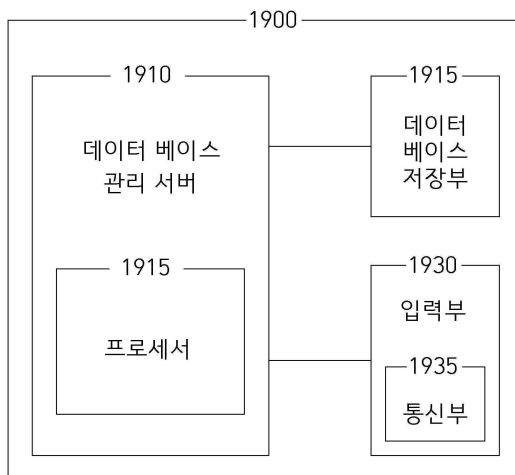 1900
1910
데이터 베이스
관리 서버
1915
프로세서
1915
데이터
베이스
저장부
1930
입력부
1935
통신부